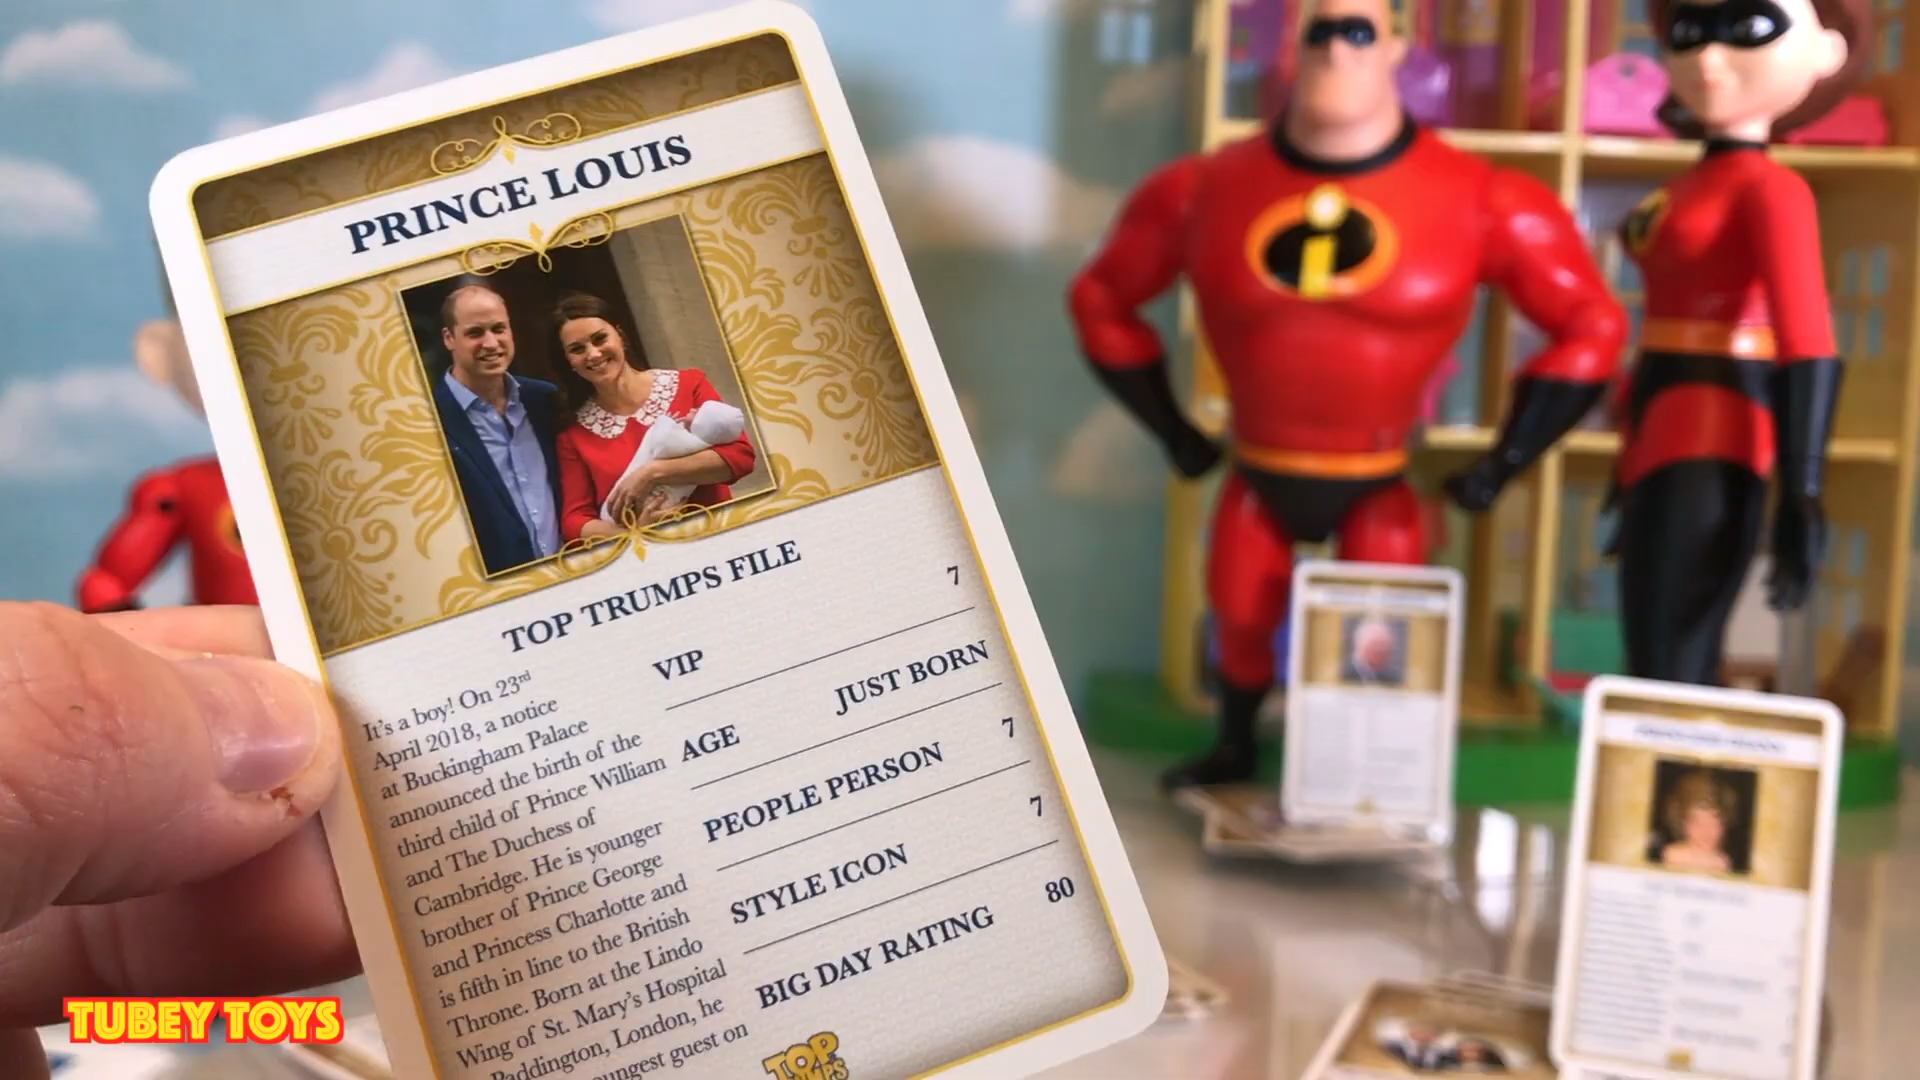 PRINCE LOUIS
TOP TRUMPS FILE
It's a boy! On 23rd
April 2018, a notice
at Buckingham Palace
announced the birth of the
third child of Prince William
and The Duchess of
Cambridge. He is younger
brother of Prince George
and Princess Charlotte and
is fifth in line to the British
Throne. Born at the Lindo
Wing of St. Mary's Hospital
Paddington, London, he
guest on
VIP 7
AGE JUST BORN
PEOPLE PERSON 7
STYLE ICON 7
BIG DAY RATING 80
TOP
TUBEY TOYS